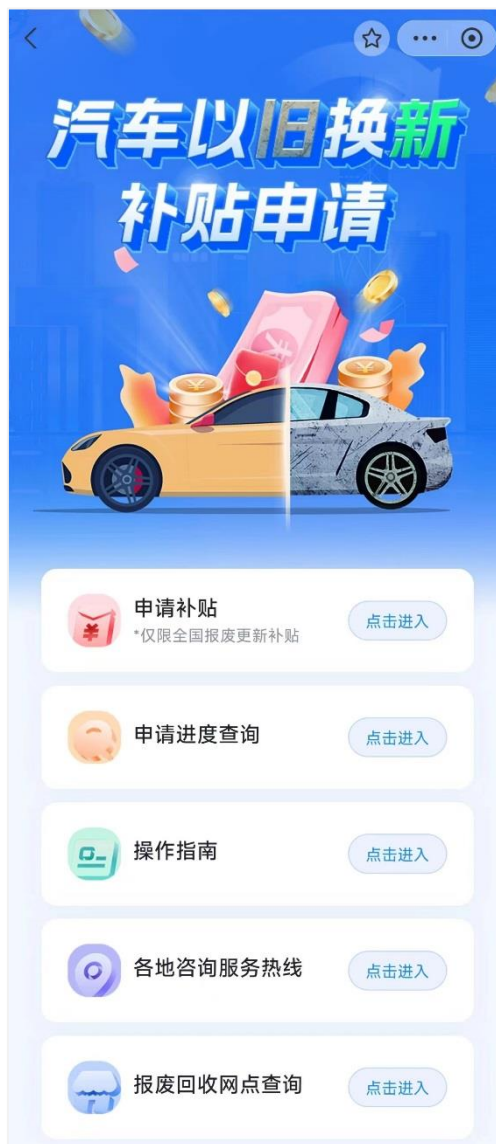 汽车以旧换新
补贴申请
申请补贴
*仅限全国报废更新补贴
点击进入
申请进度查询
点击进入
操作指南
点击进入
各地咨询服务热线
点击进入
报废回收网点查询
点击进入